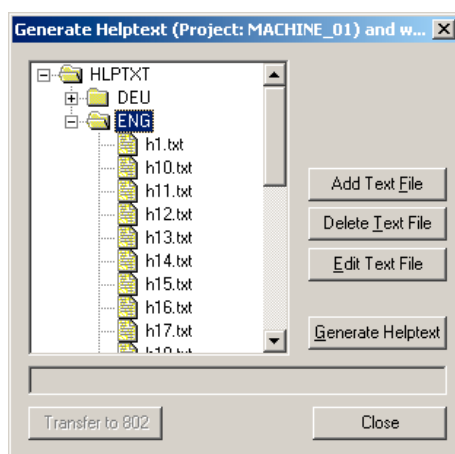 Generate Helptext (Project: MACHINE_01) and w...
HLPTXT
DEU
ENG
h1.txt
h10.txt
h11.txt
h12.txt
h13.txt
h14.txt
h15.txt
h16.txt
h17.txt
Add Text File
Delete Text File
Edit Text File
Generate Helptext
Transfer to 802
Close